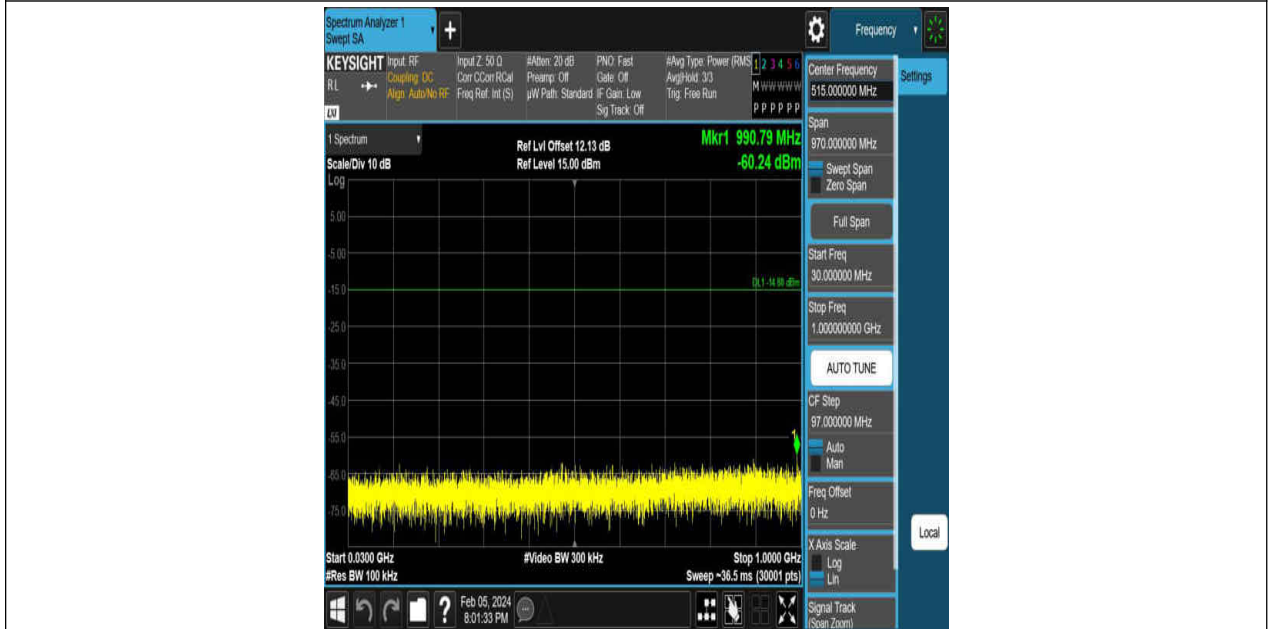 Spectrum Analyzer 1
Swept SA
Frequency
KEYSIGHT
RL
LXI
Input: RF
Coupling: DC
Align: Auto/No RF
Input Z: 50 Ω
Corr CCorr RCal
Freq Ref: Int (S)
#Atten: 20 dB
Preamp: Off
µW Path: Standard
PNO: Fast
Gate: Off
IF Gain: Low
Sig Track: Off
#Avg Type: Power (RMS
Avg|Hold: 3/3
Trig: Free Run
1 2 3 4 5 6
M W W W W W
P P P P P P
1 Spectrum
Scale/Div 10 dB
Log
Ref Lvl Offset 12.13 dB
Ref Level 15.00 dBm
Mkr1 990.79 MHz
-60.24 dBm
5.00
-5.00
-15.0
-25.0
-35.0
-45.0
-55.0
-65.0
-75.0
1
Start 0.0300 GHz
#Res BW 100 kHz
#Video BW 300 kHz
Stop 1.0000 GHz
Sweep ~36.5 ms (30001 pts)
Feb 05, 2024
8:01:33 PM
Center Frequency
515.000000 MHz
Settings
Span
970.000000 MHz
Swept Span
Zero Span
Full Span
Start Freq
30.000000 MHz
Stop Freq
1.000000000 GHz
AUTO TUNE
CF Step
97.000000 MHz
Auto
Man
Freq Offset
0 Hz
X Axis Scale
Log
Lin
Local
Signal Track
(Span Zoom)